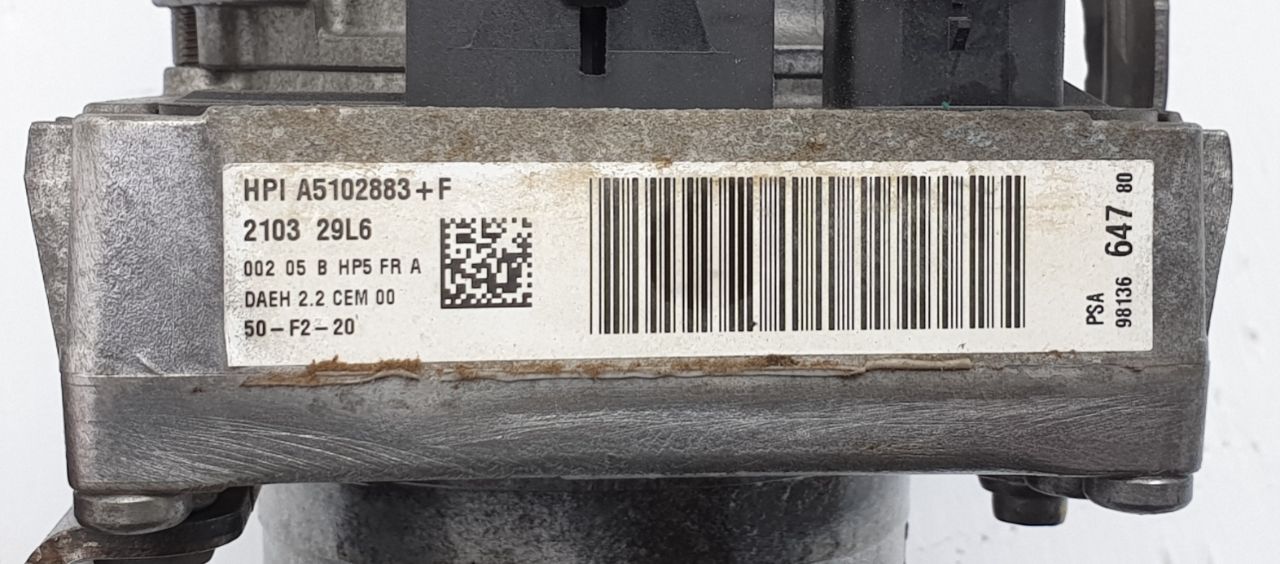 HPI A5102883+F
2103 29L6
002 05 B HP5 FR A
DAEH 2.2 CEM 00
50-F2-20
PSA
98136 647 80